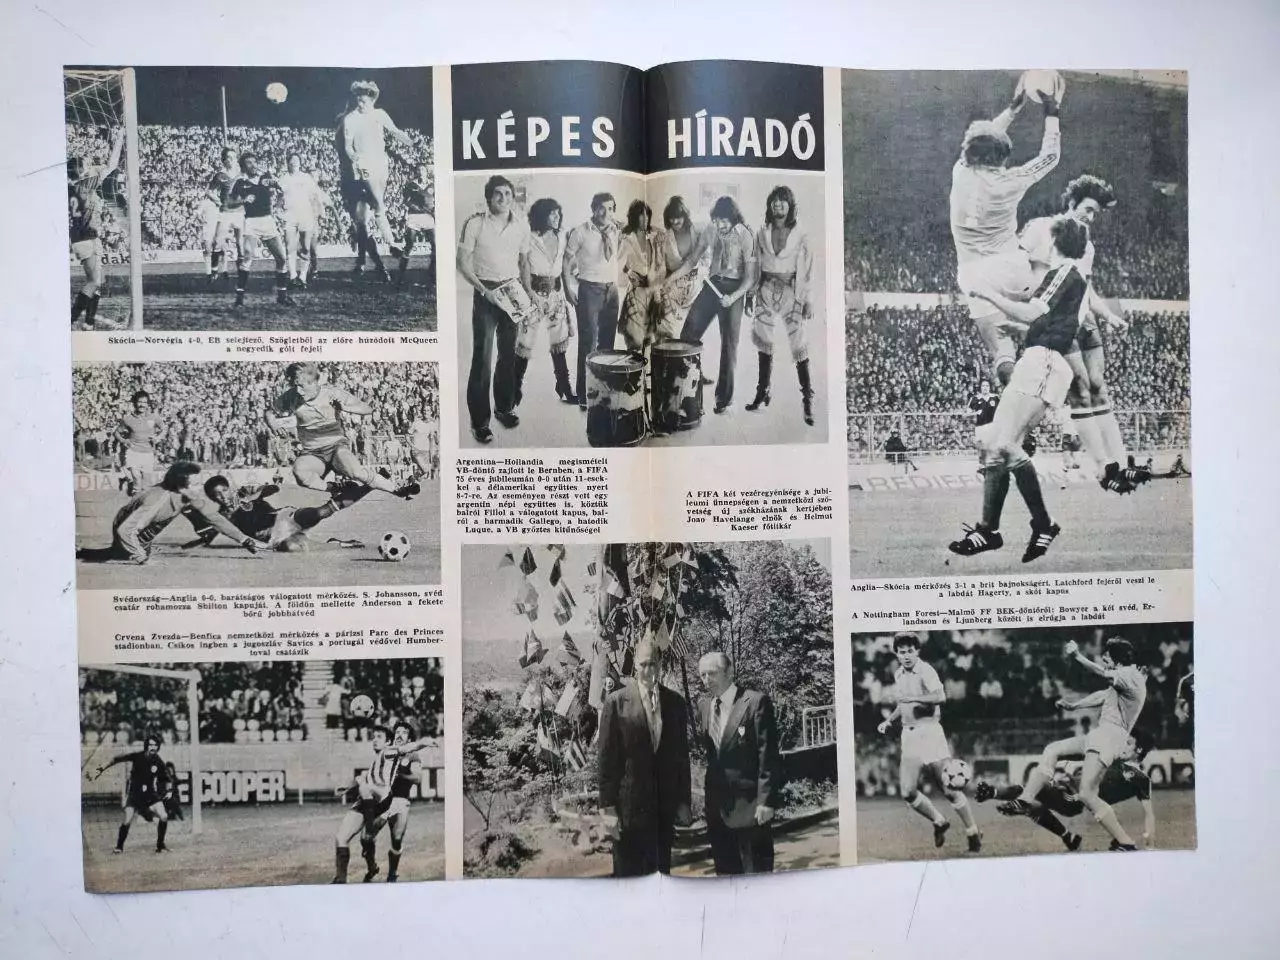 KÉPES HÍRADÓ
Skócia—Norvégia 4-0, EB selejtező. Szögletből az előre húzódott McQueen
a negyedik gólt fejeli
Svédország—Anglia 0-0, barátságos válogatott mérkőzés. S. Johansson, svéd
csatár rohamozza Shilton kapuját. A földön mellette Anderson a fekete
bőrű jobbhátvéd
Crvena Zvezda—Benfica nemzetközi mérkőzés a párizsi Parc des Princes
stadionban. Csíkos ingben a jugoszláv Savics a portugál védővel Humber-
toval csatázik
COOPER
Argentína—Hollandia megismételt
VB-döntő zajlott le Bernben, a FIFA
75 éves jubileumán 0-0 után 11-esek-
kel a délamerikai együttes nyert
8-7-re. Az eseményen részt vett egy
argentin népi együttes is, köztük
balról Fillol a válogatott kapus, bal-
ról a harmadik Gallego, a hatodik
Luque, a VB győztes kitűnőségei
A FIFA két vezéregyénisége a jubi-
leumi ünnepségen a nemzetközi szö-
vetség új székházának kertjében
Joao Havelange elnök és Helmut
Kaeser főtitkár
Anglia—Skócia mérkőzés 3-1 a brit bajnokságért. Latchford fejéről veszi le
a labdát Hagerty, a skót kapus
A Nottingham Forest—Malmö FF BEK-döntőről: Bowyer a két svéd, Er-
landsson és Ljunberg között is elrúgja a labdát